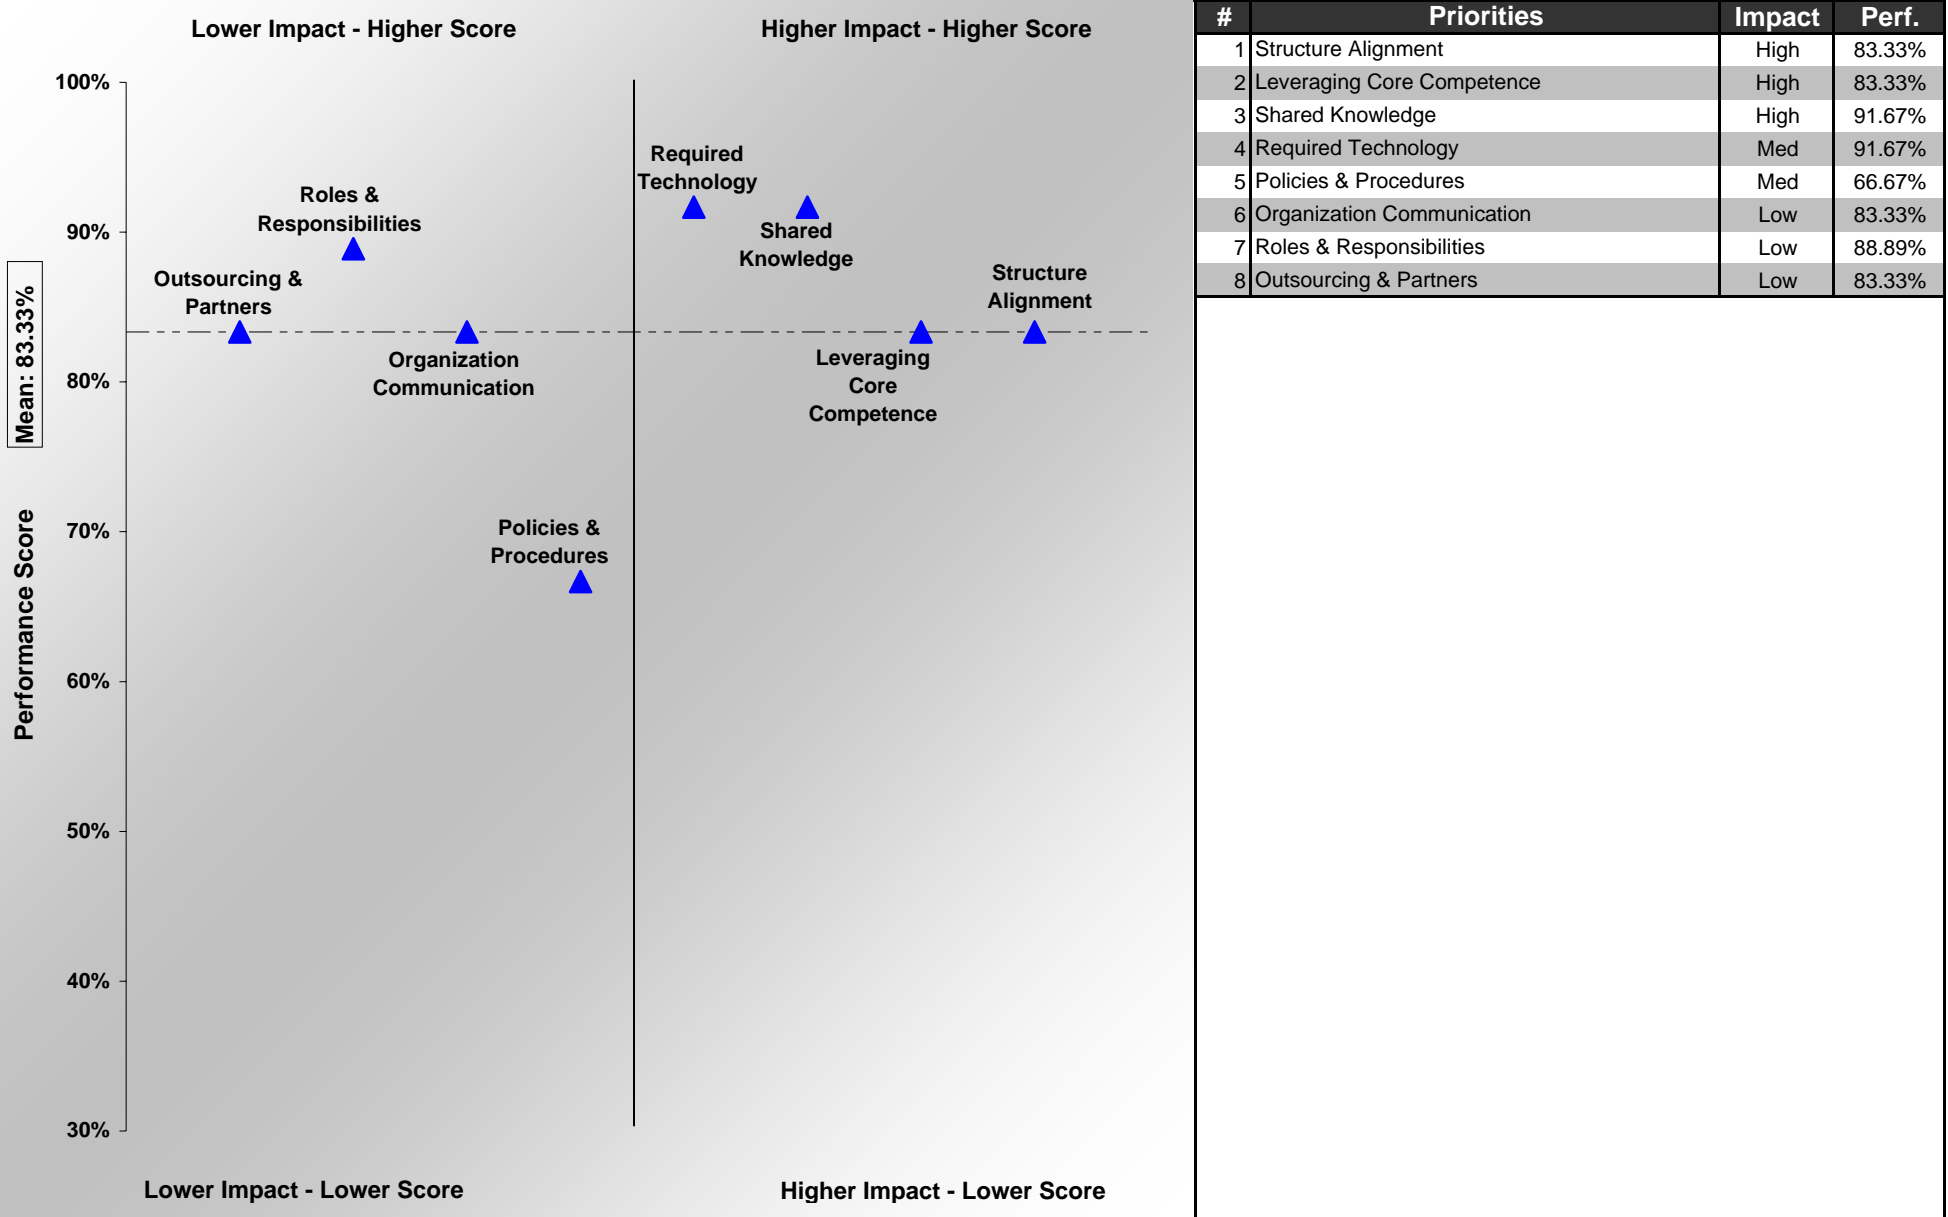 Lower Impact - Higher Score
Higher Impact - Higher Score
100%
90%
80%
70%
60%
50%
40%
30%
Mean: 83.33%
Performance Score
Required
Technology
Roles &
Responsibilities
Shared
Knowledge
Outsourcing &
Partners
Structure
Alignment
Organization
Communication
Leveraging
Core
Competence
Policies &
Procedures
Lower Impact - Lower Score
Higher Impact - Lower Score
# Priorities Impact Perf.
1 Structure Alignment High 83.33%
2 Leveraging Core Competence High 83.33%
3 Shared Knowledge High 91.67%
4 Required Technology Med 91.67%
5 Policies & Procedures Med 66.67%
6 Organization Communication Low 83.33%
7 Roles & Responsibilities Low 88.89%
8 Outsourcing & Partners Low 83.33%